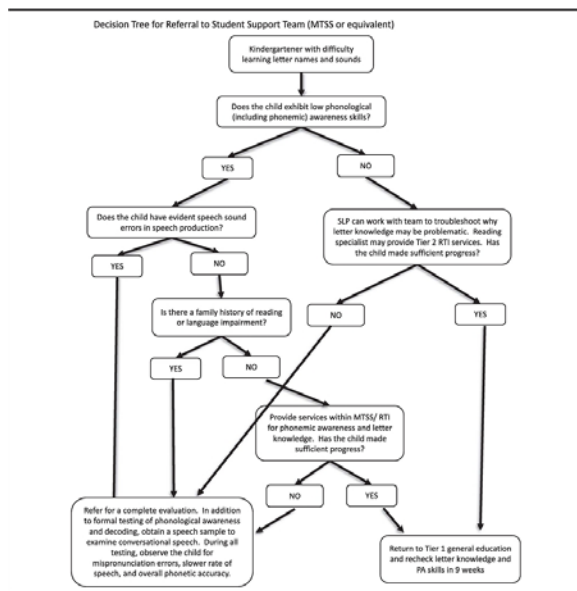 Decision Tree for Referral to Student Support Team (MTSS or equivalent)
Kindergartener with difficulty
learning letter names and sounds
Does the child exhibit low phonological
(including phonemic) awareness skills?
YES
NO
Does the child have evident speech sound
errors in speech production?
SLP can work with team to troubleshoot why
letter knowledge may be problematic. Reading
specialist may provide Tier 2 RTI services. Has
the child made sufficient progress?
YES
NO
Is there a family history of reading
or language impairment?
NO
YES
YES
NO
Provide services within MTSS/ RTI
for phonemic awareness and letter
knowledge. Has the child made
sufficient progress?
NO
YES
Refer for a complete evaluation. In addition
to formal testing of phonological awareness
and decoding, obtain a speech sample to
examine conversational speech. During all
testing, observe the child for
mispronunciation errors, slower rate of
speech, and overall phonetic accuracy.
Return to Tier 1 general education
and recheck letter knowledge and
PA skills in 9 weeks